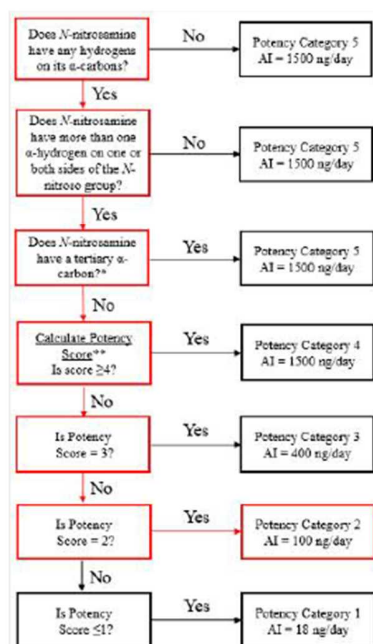 Does N-nitrosamine
have any hydrogens
on its α-carbons?
No
Potency Category 5
AI = 1500 ng/day
Yes
Does N-nitrosamine
have more than one
α-hydrogen on one or
both sides of the N-
nitroso group?
No
Potency Category 5
AI = 1500 ng/day
Yes
Does N-nitrosamine
have a tertiary α-
carbon?*
Yes
Potency Category 5
AI = 1500 ng/day
No
Calculate Potency
Score**
Is score ≥4?
Yes
Potency Category 4
AI = 1500 ng/day
No
Is Potency
Score = 3?
Yes
Potency Category 3
AI = 400 ng/day
No
Is Potency
Score = 2?
Yes
Potency Category 2
AI = 100 ng/day
No
Is Potency
Score ≤1?
Yes
Potency Category 1
AI = 18 ng/day